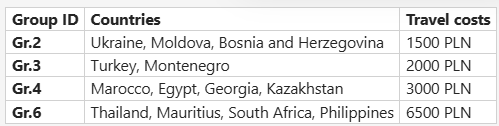 Group ID Countries Travel costs
Gr.2 Ukraine, Moldova, Bosnia and Herzegovina 1500 PLN
Gr.3 Turkey, Montenegro 2000 PLN
Gr.4 Marocco, Egypt, Georgia, Kazakhstan 3000 PLN
Gr.6 Thailand, Mauritius, South Africa, Philippines 6500 PLN